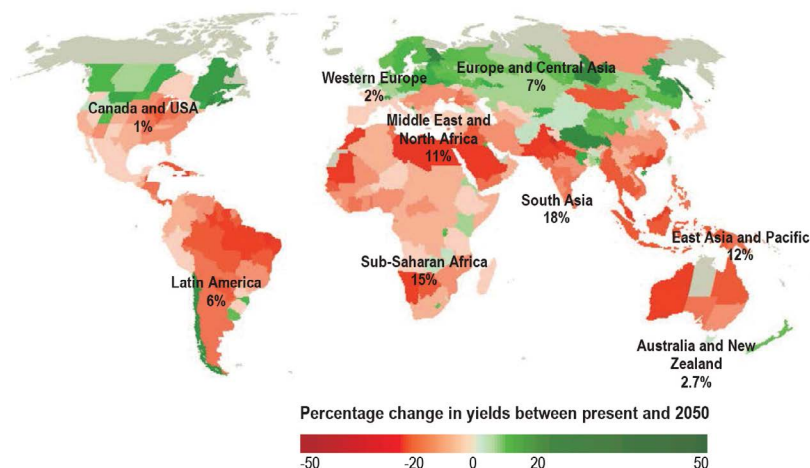 Canada and USA
1%
Western Europe
2%
Europe and Central Asia
7%
Middle East and
North Africa
11%
South Asia
18%
East Asia and Pacific
12%
Sub-Saharan Africa
15%
Latin America
6%
Australia and New
Zealand
2.7%
Percentage change in yields between present and 2050
-50 -20 0 20 50